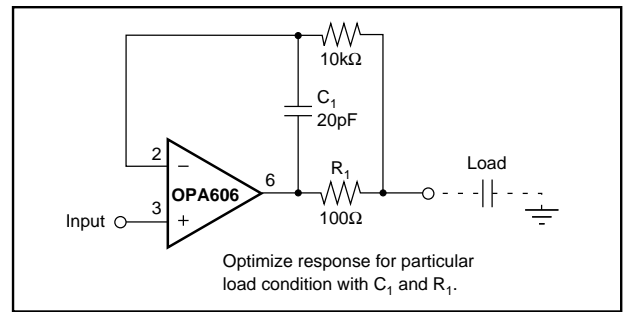 10kΩ
C₁
20pF
2
−
6
R₁
Load
OPA606
100Ω
Input
3
+
Optimize response for particular
load condition with C₁ and R₁.